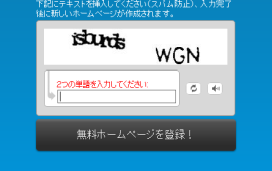 下記にテキストを挿入してください(スパム防止)、入力完了
後に新しいホームページが作成されます。
WGN
2つの単語を入力してください:
無料ホームページを登録!